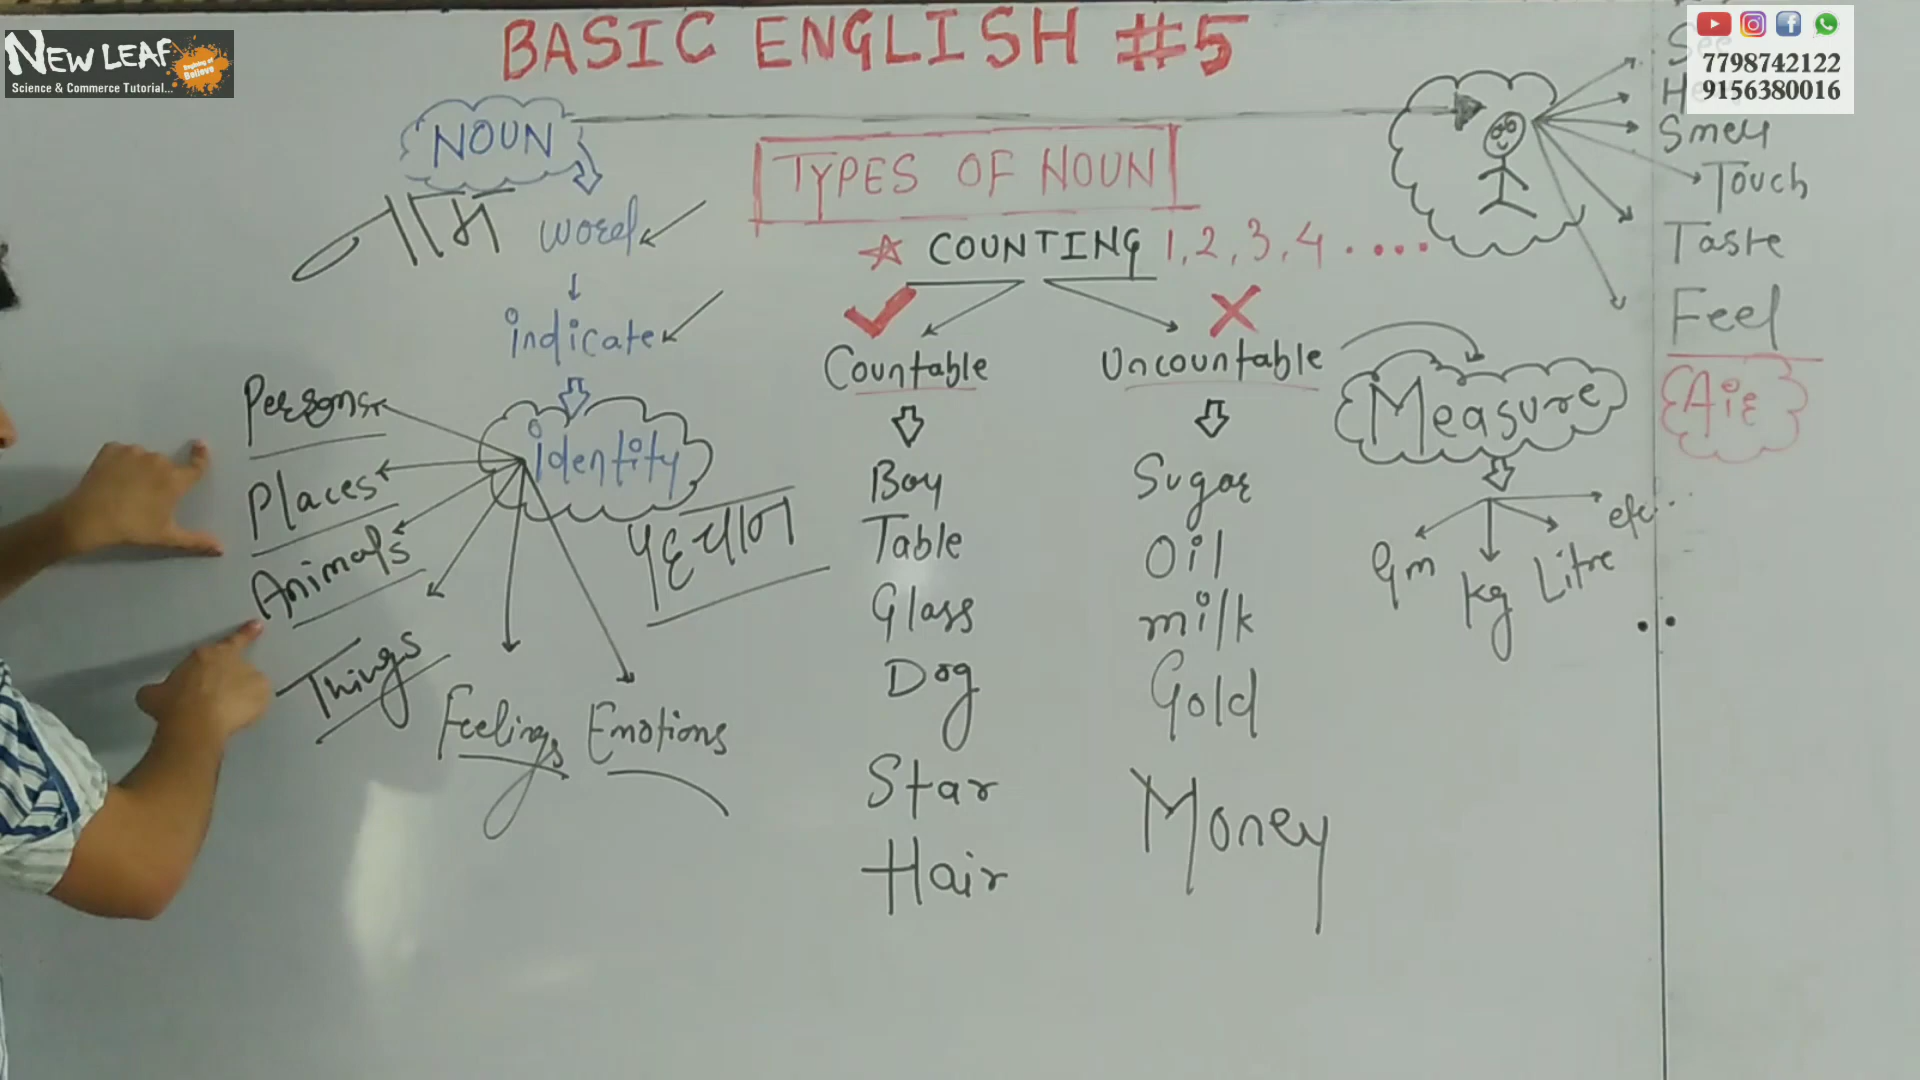 BASIC ENGLISH #5
NEW LEAF
Science & Commerce Tutorial...
7798742122
9156380016
NOUN
नाम
word
indicate
identity
पहचान
Persons
Places
Animals
Things
Feelings
Emotions
TYPES OF NOUN
COUNTING 1, 2, 3, 4 ....
Countable
Boy
Table
Glass
Dog
Star
Hair
Uncountable
Sugar
Oil
milk
Gold
Money
Measure
Gm
Kg
Litre
etc...
See
Smell
Touch
Taste
Feel
Air